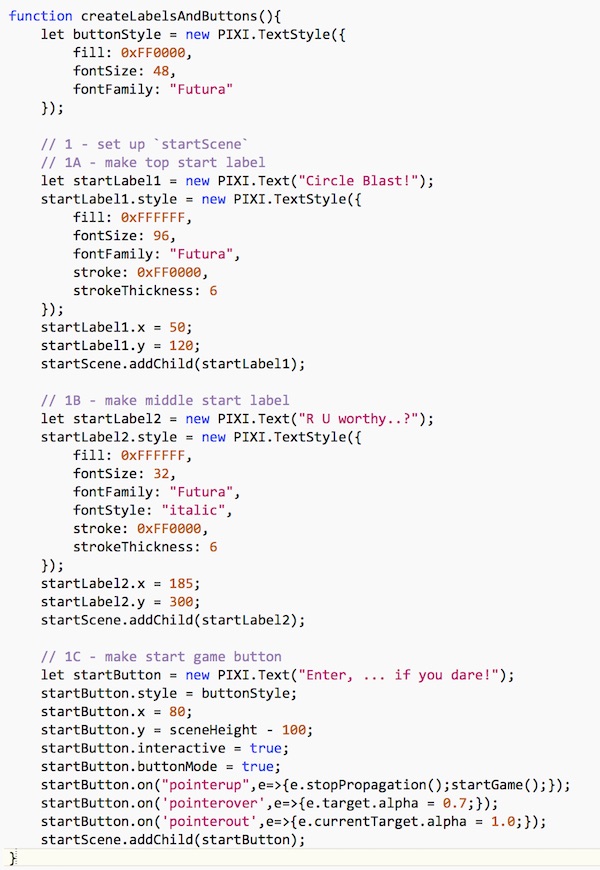 function createLabelsAndButtons(){
    let buttonStyle = new PIXI.TextStyle({
        fill: 0xFF0000,
        fontSize: 48,
        fontFamily: "Futura"
    });

    // 1 - set up `startScene`
    // 1A - make top start label
    let startLabel1 = new PIXI.Text("Circle Blast!");
    startLabel1.style = new PIXI.TextStyle({
        fill: 0xFFFFFF,
        fontSize: 96,
        fontFamily: "Futura",
        stroke: 0xFF0000,
        strokeThickness: 6
    });
    startLabel1.x = 50;
    startLabel1.y = 120;
    startScene.addChild(startLabel1);

    // 1B - make middle start label
    let startLabel2 = new PIXI.Text("R U worthy..?");
    startLabel2.style = new PIXI.TextStyle({
        fill: 0xFFFFFF,
        fontSize: 32,
        fontFamily: "Futura",
        fontStyle: "italic",
        stroke: 0xFF0000,
        strokeThickness: 6
    });
    startLabel2.x = 185;
    startLabel2.y = 300;
    startScene.addChild(startLabel2);

    // 1C - make start game button
    let startButton = new PIXI.Text("Enter, ... if you dare!");
    startButton.style = buttonStyle;
    startButton.x = 80;
    startButton.y = sceneHeight - 100;
    startButton.interactive = true;
    startButton.buttonMode = true;
    startButton.on("pointerup",e=>{e.stopPropagation();startGame();});
    startButton.on('pointerover',e=>{e.target.alpha = 0.7;});
    startButton.on('pointerout',e=>{e.currentTarget.alpha = 1.0;});
    startScene.addChild(startButton);
}